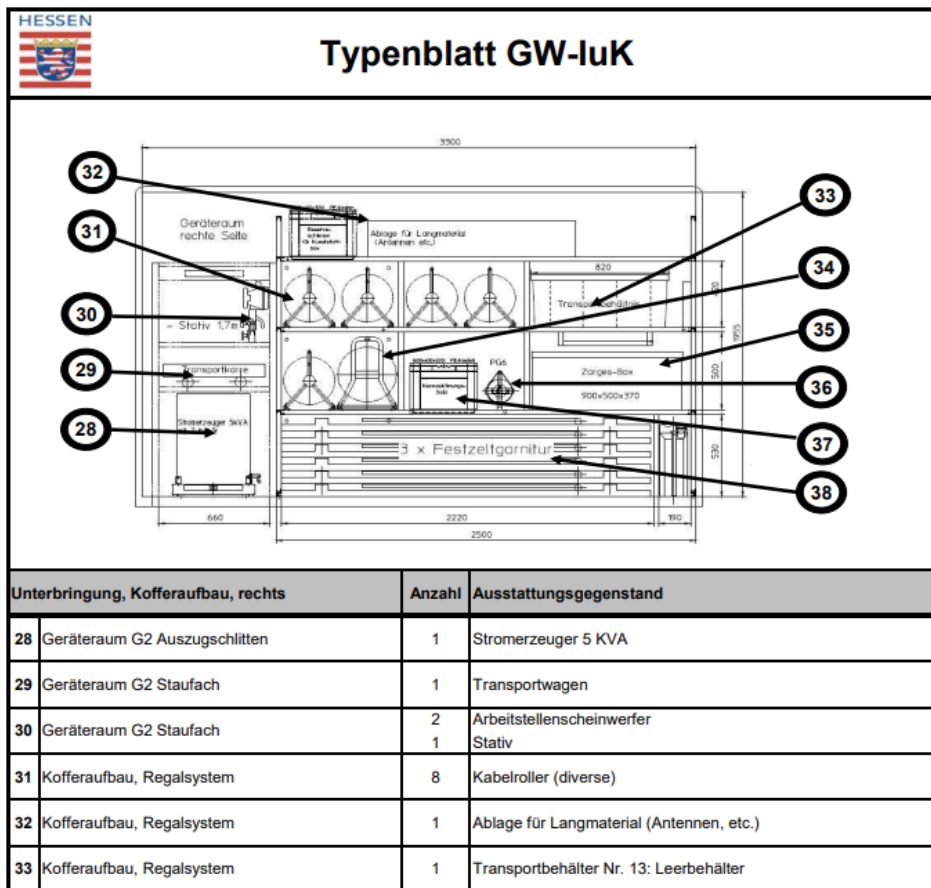 HESSEN
Typenblatt GW-IuK
3300
32
33
Geräteraum
rechte Seite
Ablage für Langmaterial
(Antennen etc.)
31
820
34
Transportbehältnis
30
Stativ 1,7m
1955
35
PG6
500
29
Transportkarre
Zarges-Box
36
900x500x370
28
Stromerzeuger 5kVA
37
3 x Festzeltgarnitur
530
38
660
2220
190
2500
Unterbringung, Kofferaufbau, rechts Anzahl Ausstattungsgegenstand
28 Geräteraum G2 Auszugschlitten 1 Stromerzeuger 5 KVA
29 Geräteraum G2 Staufach 1 Transportwagen
30 Geräteraum G2 Staufach 2 Arbeitstellenscheinwerfer
1 Stativ
31 Kofferaufbau, Regalsystem 8 Kabelroller (diverse)
32 Kofferaufbau, Regalsystem 1 Ablage für Langmaterial (Antennen, etc.)
33 Kofferaufbau, Regalsystem 1 Transportbehälter Nr. 13: Leerbehälter